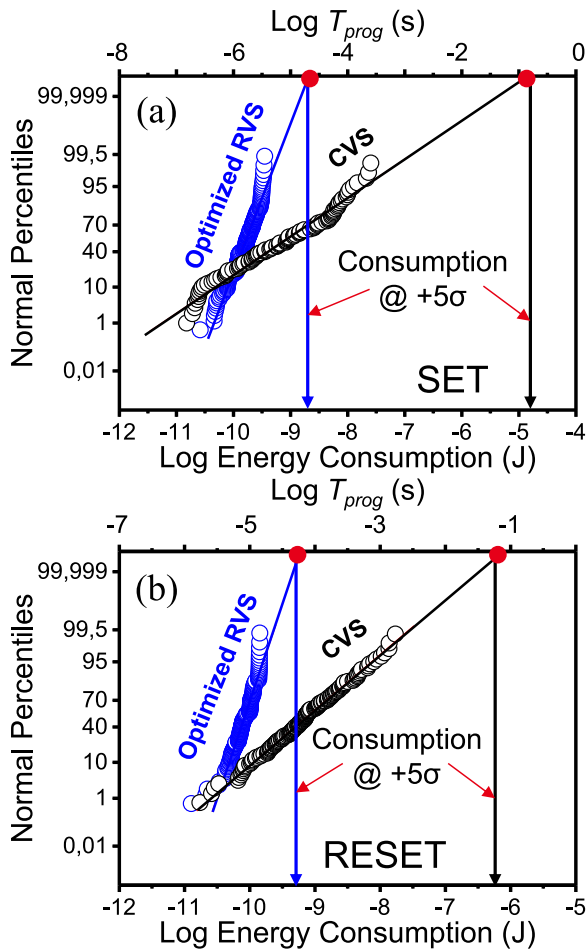 Log Tprog (s)
-8 -6 -4 -2 0
Normal Percentiles
99,999
99,5
95
70
40
10
1
0,01
(a)
Optimized RVS
CVS
Consumption
@ +5σ
SET
-12 -11 -10 -9 -8 -7 -6 -5 -4
Log Energy Consumption (J)
Log Tprog (s)
-7 -5 -3 -1
Normal Percentiles
99,999
99,5
95
70
40
10
1
0,01
(b)
Optimized RVS
CVS
Consumption
@ +5σ
RESET
-12 -11 -10 -9 -8 -7 -6 -5
Log Energy Consumption (J)